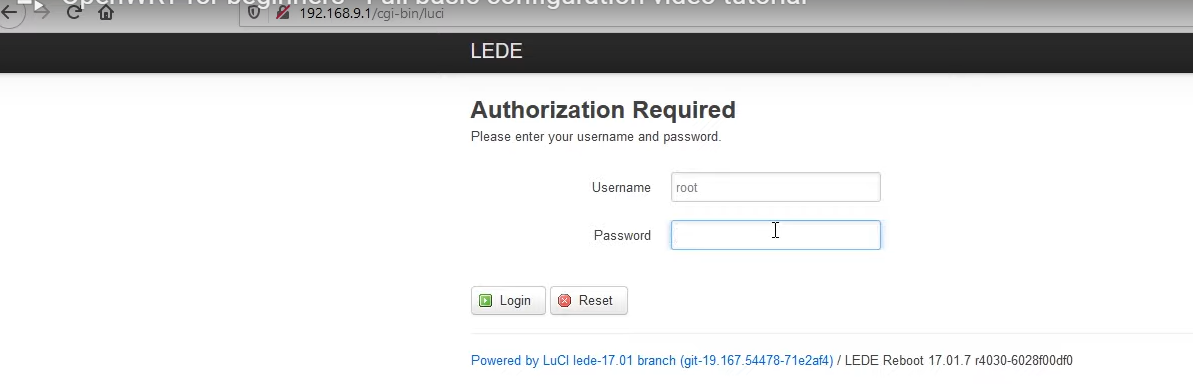 OpenWRT for beginners - Full basic configuration video tutorial
192.168.9.1/cgi-bin/luci
LEDE
Authorization Required
Please enter your username and password.
Username root
Password
Login Reset
Powered by LuCI lede-17.01 branch (git-19.167.54478-71e2af4) / LEDE Reboot 17.01.7 r4030-6028f00df0